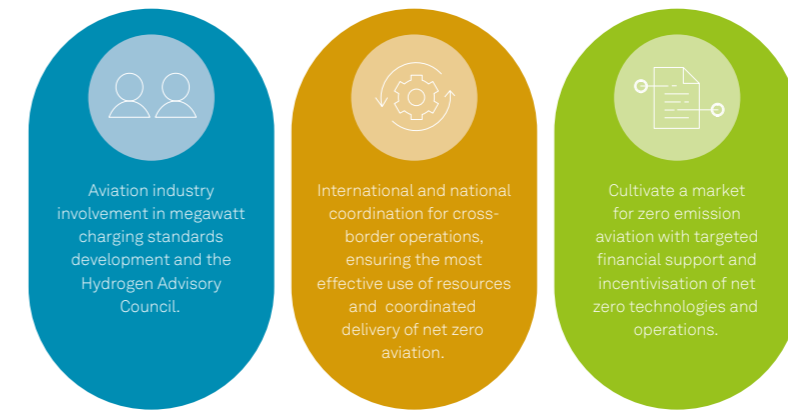 Aviation industry
involvement in megawatt
charging standards
development and the
Hydrogen Advisory
Council.
International and national
coordination for cross-
border operations,
ensuring the most
effective use of resources
and coordinated
delivery of net zero
aviation.
Cultivate a market
for zero emission
aviation with targeted
financial support and
incentivisation of net
zero technologies and
operations.